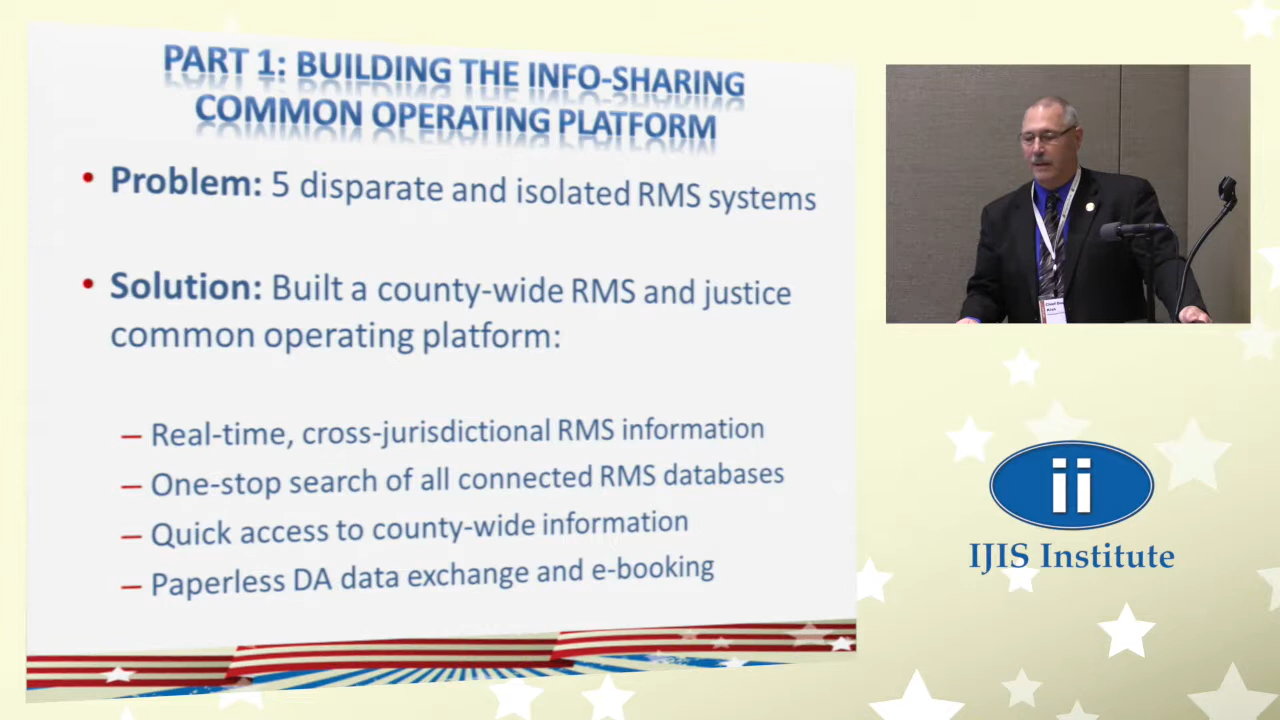 PART 1: BUILDING THE INFO-SHARING
COMMON OPERATING PLATFORM
• Problem: 5 disparate and isolated RMS systems
• Solution: Built a county-wide RMS and justice
common operating platform:
– Real-time, cross-jurisdictional RMS information
– One-stop search of all connected RMS databases
– Quick access to county-wide information
– Paperless DA data exchange and e-booking
ii
IJIS Institute
Chief